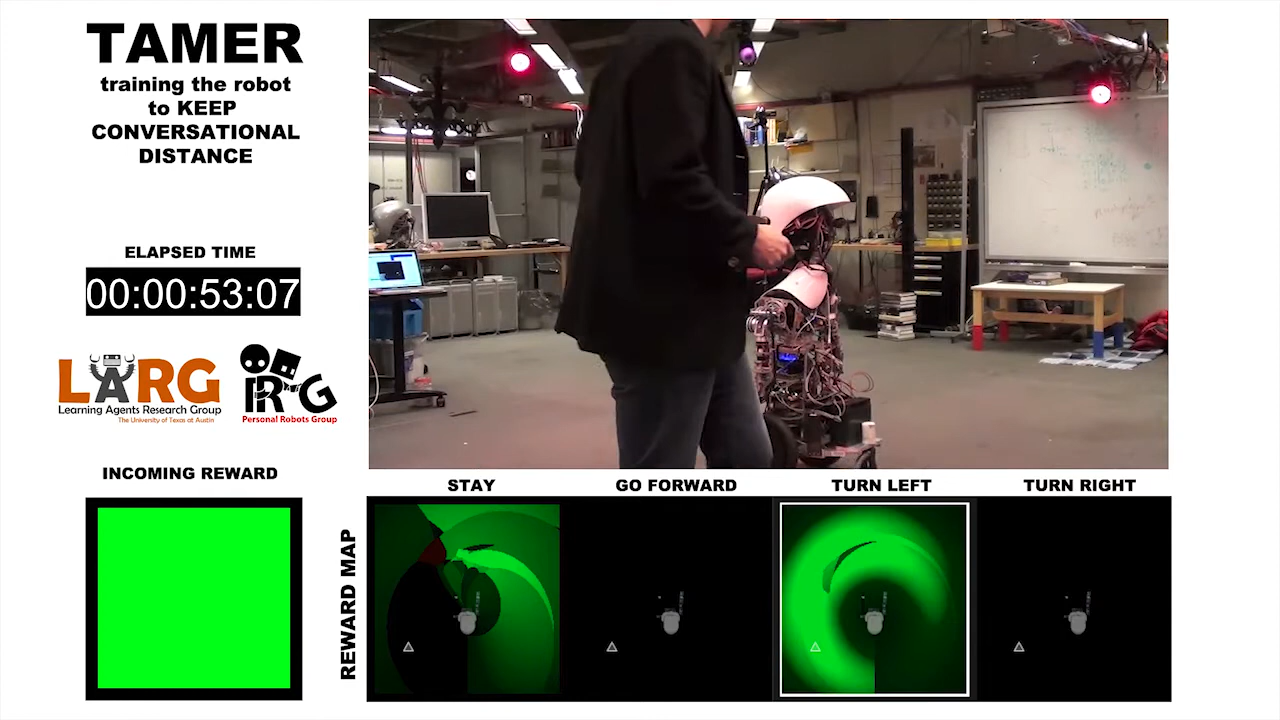 TAMER
training the robot
to KEEP
CONVERSATIONAL
DISTANCE
ELAPSED TIME
00:00:53:07
LARG
Learning Agents Research Group
The University of Texas at Austin
PRG
Personal Robots Group
INCOMING REWARD
STAY
GO FORWARD
TURN LEFT
TURN RIGHT
REWARD MAP